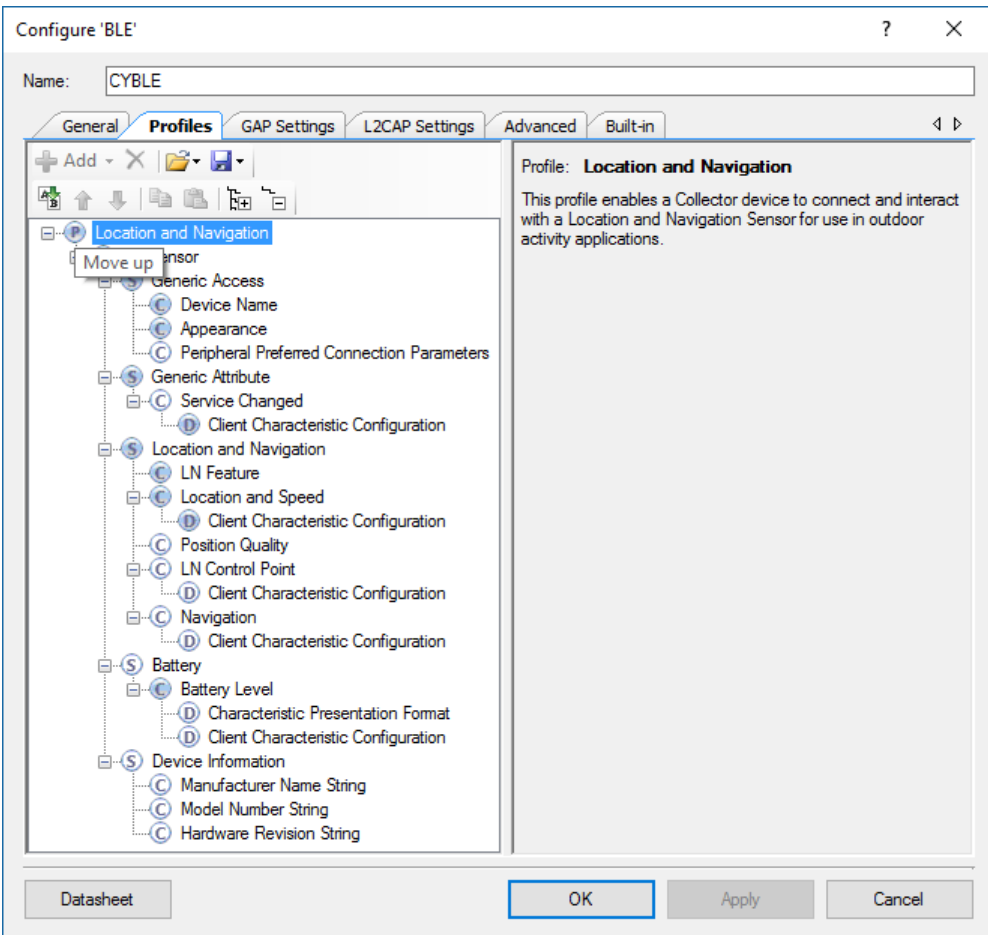 Configure 'BLE'
? ×
Name: CYBLE
General Profiles GAP Settings L2CAP Settings Advanced Built-in
Add
Profile: Location and Navigation
This profile enables a Collector device to connect and interact
with a Location and Navigation Sensor for use in outdoor
activity applications.
P Location and Navigation
Move up
S Generic Access
C Device Name
C Appearance
C Peripheral Preferred Connection Parameters
S Generic Attribute
C Service Changed
D Client Characteristic Configuration
S Location and Navigation
C LN Feature
C Location and Speed
D Client Characteristic Configuration
C Position Quality
C LN Control Point
D Client Characteristic Configuration
C Navigation
D Client Characteristic Configuration
S Battery
C Battery Level
D Characteristic Presentation Format
D Client Characteristic Configuration
S Device Information
C Manufacturer Name String
C Model Number String
C Hardware Revision String
Datasheet OK Apply Cancel